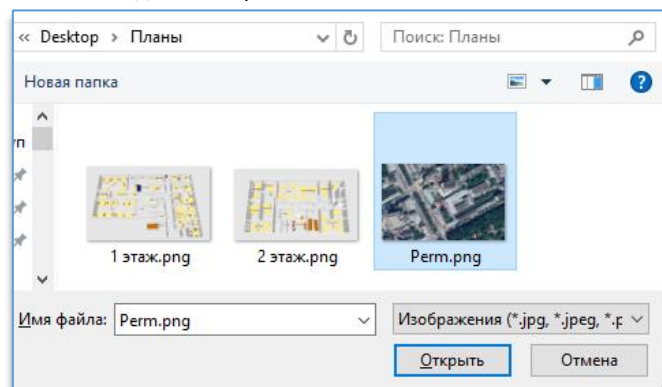 « Desktop › Планы
Поиск: Планы
Новая папка
1 этаж.png
2 этаж.png
Perm.png
Имя файла:
Perm.png
Изображения (*.jpg, *.jpeg, *.p
Открыть
Отмена